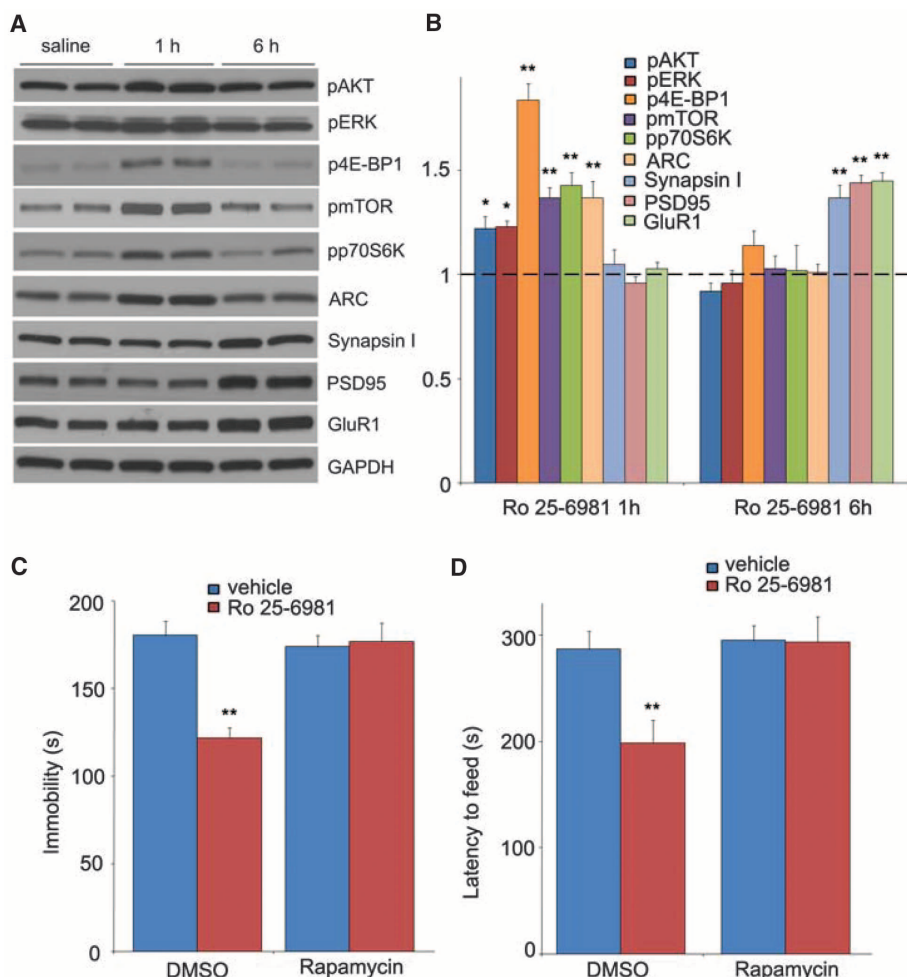 A
saline 1 h 6 h
pAKT
pERK
p4E-BP1
pmTOR
pp70S6K
ARC
Synapsin I
PSD95
GluR1
GAPDH
B
pAKT
pERK
p4E-BP1
pmTOR
pp70S6K
ARC
Synapsin I
PSD95
GluR1
**
* * ** ** **
** ** **
1.5
1
0.5
0
Ro 25-6981 1h Ro 25-6981 6h
C
vehicle
Ro 25-6981
Immobility (s)
200
150
100
50
0
**
DMSO Rapamycin
D
vehicle
Ro 25-6981
Latency to feed (s)
300
200
100
0
**
DMSO Rapamycin